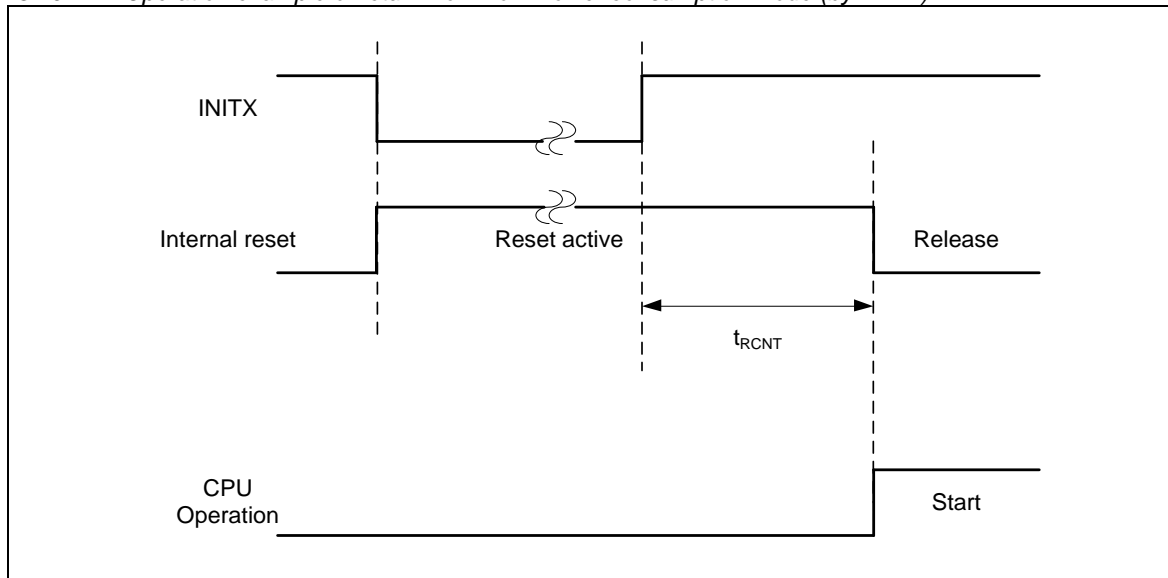 INITX
Internal reset
Reset active
Release
tRCNT
CPU
Operation
Start